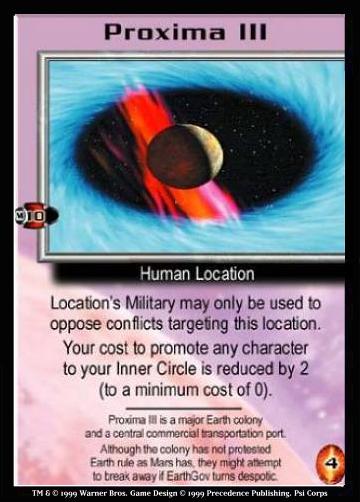 Proxima III
M 10
Human Location
Location's Military may only be used to
oppose conflicts targeting this location.
Your cost to promote any character
to your Inner Circle is reduced by 2
(to a minimum cost of 0).
Proxima III is a major Earth colony
and a central commercial transportation port.
Although the colony has not protested
Earth rule as Mars has, they might attempt
to break away if EarthGov turns despotic.
4
TM & © 1999 Warner Bros. Game Design © 1999 Precedence Publishing. Psi Corps